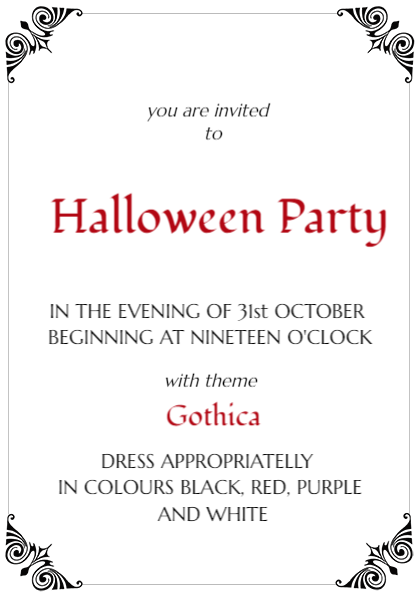 you are invited
to
Halloween Party
IN THE EVENING OF 31st OCTOBER
BEGINNING AT NINETEEN O'CLOCK
with theme
Gothica
DRESS APPROPRIATELLY
IN COLOURS BLACK, RED, PURPLE
AND WHITE